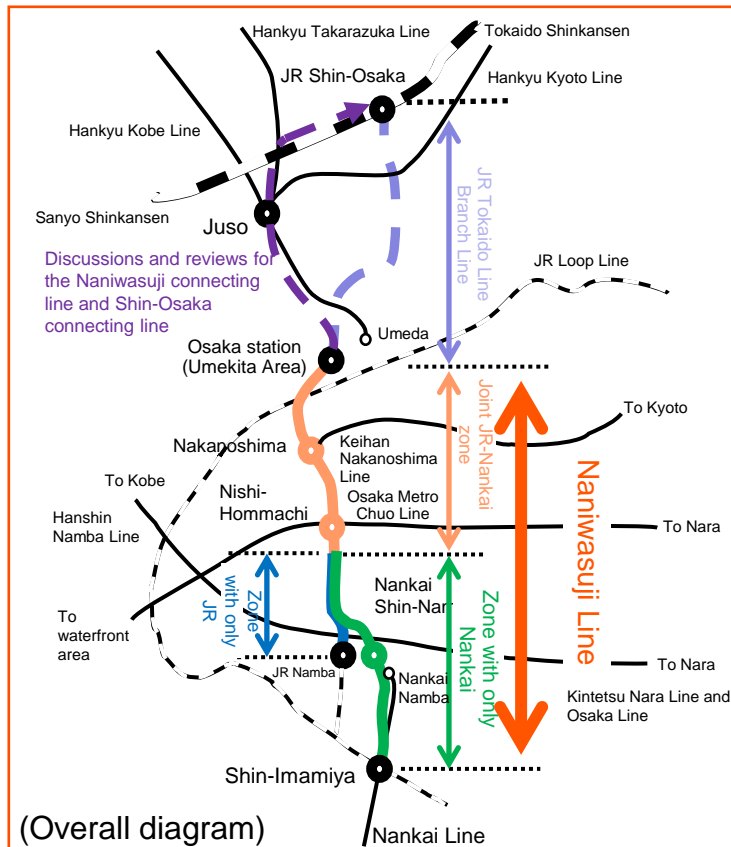 Hankyu Takarazuka Line
Tokaido Shinkansen
JR Shin-Osaka
Hankyu Kyoto Line
Hankyu Kobe Line
Sanyo Shinkansen
Juso
JR Tokaido Line
Branch Line
Discussions and reviews for
the Naniwasuji connecting
line and Shin-Osaka
connecting line
JR Loop Line
Umeda
Osaka station
(Umekita Area)
Joint JR-Nankai
zone
To Kyoto
Nakanoshima
Keihan
Nakanoshima
Line
To Kobe
Nishi-
Hommachi
Osaka Metro
Chuo Line
Hanshin
Namba Line
To Nara
Naniwasuji Line
Zone
with only
JR
Nankai
Zone with only
Nankai
To
waterfront
area
JR Namba
Nankai
Namba
To Nara
Kintetsu Nara Line and
Osaka Line
Shin-Imamiya
(Overall diagram)
Nankai Line